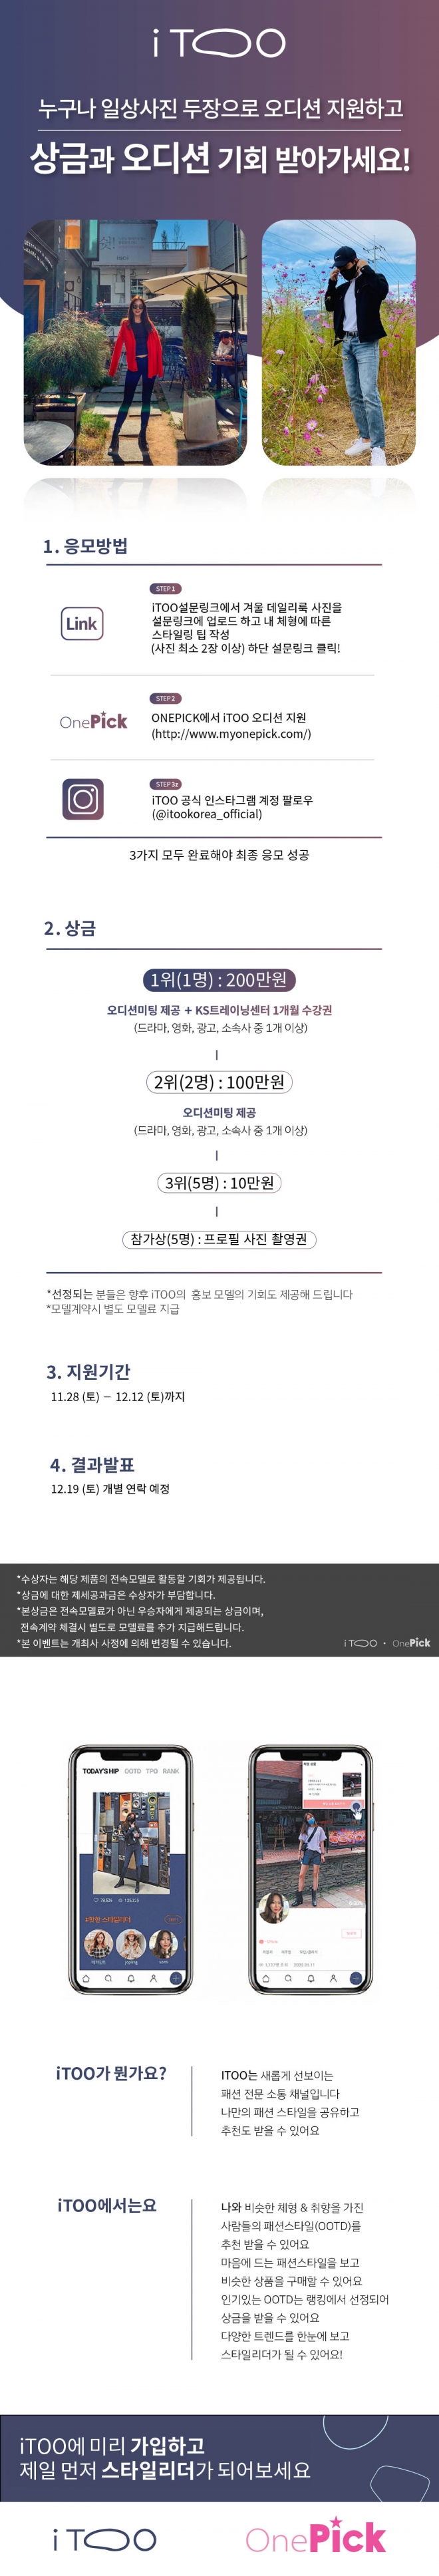 iTOO
누구나 일상사진 두장으로 오디션 지원하고
상금과 오디션 기회 받아가세요!
1. 응모방법
STEP 1
Link
iTOO설문링크에서 겨울 데일리룩 사진을
설문링크에 업로드 하고 내 체형에 따른
스타일링 팁 작성
(사진 최소 2장 이상) 하단 설문링크 클릭!
STEP 2
OnePick
ONEPICK에서 iTOO 오디션 지원
(http://www.myonepick.com/)
STEP 3z
iTOO 공식 인스타그램 계정 팔로우
(@itookorea_official)
3가지 모두 완료해야 최종 응모 성공
2. 상금
1위(1명) : 200만원
오디션미팅 제공 + KS트레이닝센터 1개월 수강권
(드라마, 영화, 광고, 소속사 중 1개 이상)
2위(2명) : 100만원
오디션미팅 제공
(드라마, 영화, 광고, 소속사 중 1개 이상)
3위(5명) : 10만원
참가상(5명) : 프로필 사진 촬영권
*선정되는 분들은 향후 iTOO의 홍보 모델의 기회도 제공해 드립니다
*모델계약시 별도 모델료 지급
3. 지원기간
11.28 (토) – 12.12 (토)까지
4. 결과발표
12.19 (토) 개별 연락 예정
*수상자는 해당 제품의 전속모델로 활동할 기회가 제공됩니다.
*상금에 대한 제세공과금은 수상자가 부담합니다.
*본상금은 전속모델료가 아닌 우승자에게 제공되는 상금이며,
전속계약 체결시 별도로 모델료를 추가 지급해드립니다.
*본 이벤트는 개최사 사정에 의해 변경될 수 있습니다.
iTOO · OnePick
TODAY'S HIP OOTD TPO RANK
#핫한 스타일리더
iTOO가 뭔가요?
ITOO는 새롭게 선보이는
패션 전문 소통 채널입니다
나만의 패션 스타일을 공유하고
추천도 받을 수 있어요
iTOO에서는요
나와 비슷한 체형 & 취향을 가진
사람들의 패션스타일(OOTD)를
추천 받을 수 있어요
마음에 드는 패션스타일을 보고
비슷한 상품을 구매할 수 있어요
인기있는 OOTD는 랭킹에서 선정되어
상금을 받을 수 있어요
다양한 트렌드를 한눈에 보고
스타일리더가 될 수 있어요!
iTOO에 미리 가입하고
제일 먼저 스타일리더가 되어보세요
iTOO
OnePick